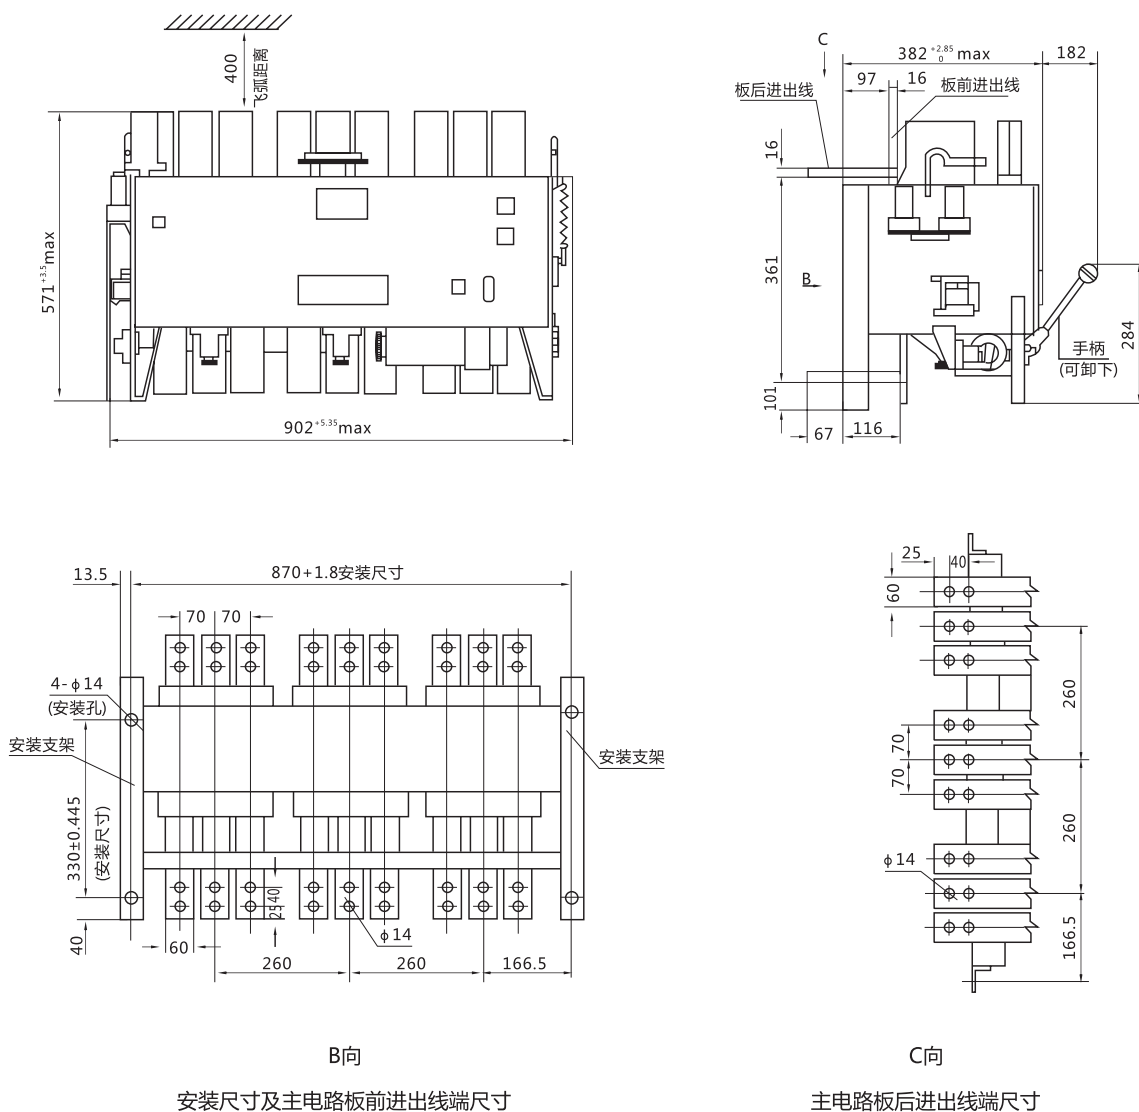 400
飞弧距离
571+3.5max
902+5.35max
C
382 +2.85 0 max
182
97
16
板后进出线
板前进出线
16
361
B
284
手柄
(可卸下)
101
67
116
13.5
870+1.8安装尺寸
70
70
4-ϕ14
(安装孔)
安装支架
安装支架
330±0.445
(安装尺寸)
40
60
25
40
ϕ14
260
260
166.5
25
40
60
260
70
70
260
ϕ14
166.5
B向
安装尺寸及主电路板前进出线端尺寸
C向
主电路板后进出线端尺寸